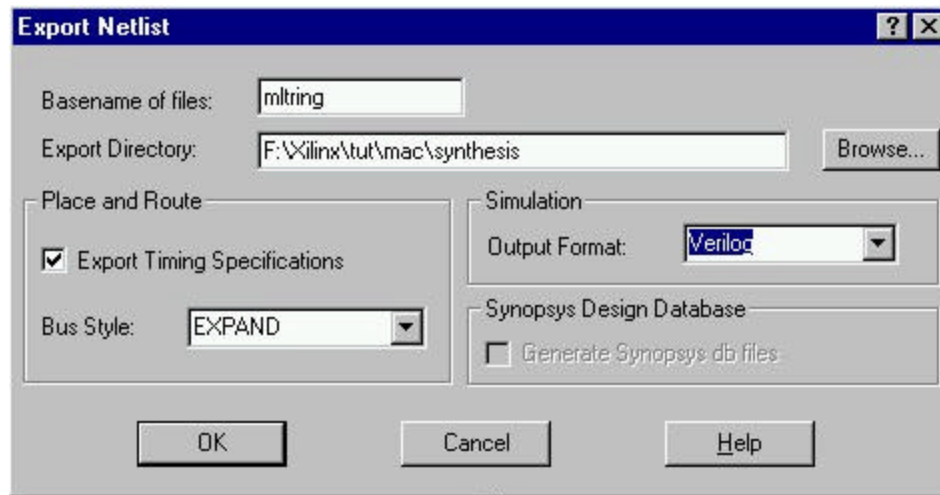 Export Netlist
Basename of files: mltring
Export Directory: F:\Xilinx\tut\mac\synthesis Browse...
Place and Route
Export Timing Specifications
Bus Style: EXPAND
Simulation
Output Format: Verilog
Synopsys Design Database
Generate Synopsys db files
OK Cancel Help